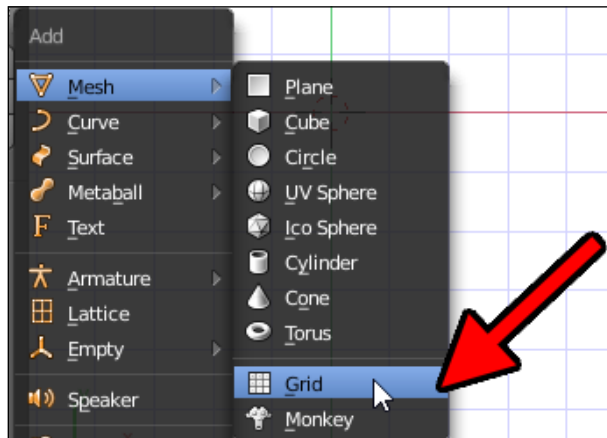 Add
Mesh
Curve
Surface
Metaball
Text
Armature
Lattice
Empty
Speaker
Plane
Cube
Circle
UV Sphere
Ico Sphere
Cylinder
Cone
Torus
Grid
Monkey